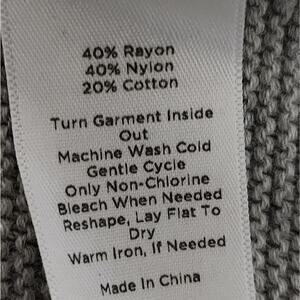 40% Rayon
40% Nylon
20% Cotton
Turn Garment Inside
Out
Machine Wash Cold
Gentle Cycle
Only Non-Chlorine
Bleach When Needed
Reshape, Lay Flat To
Dry
Warm Iron, If Needed
Made In China